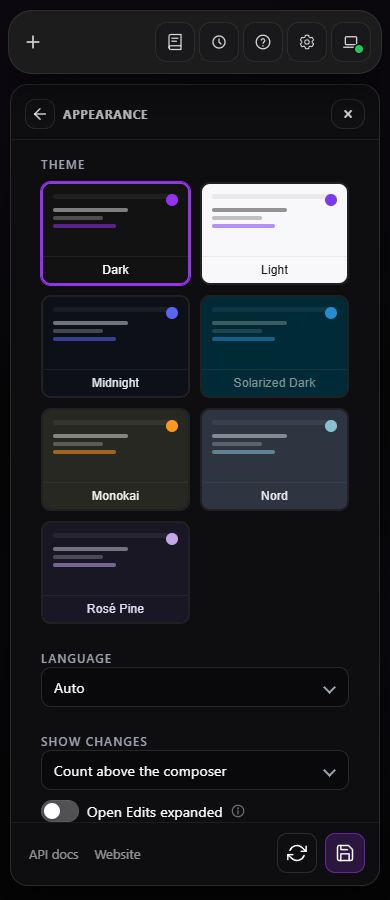 APPEARANCE
THEME
Dark
Light
Midnight
Solarized Dark
Monokai
Nord
Rosé Pine
LANGUAGE
Auto
SHOW CHANGES
Count above the composer
Open Edits expanded
API docs
Website